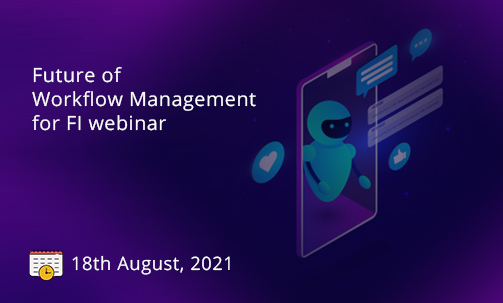 Future of
Workflow Management
for FI webinar
18th August, 2021